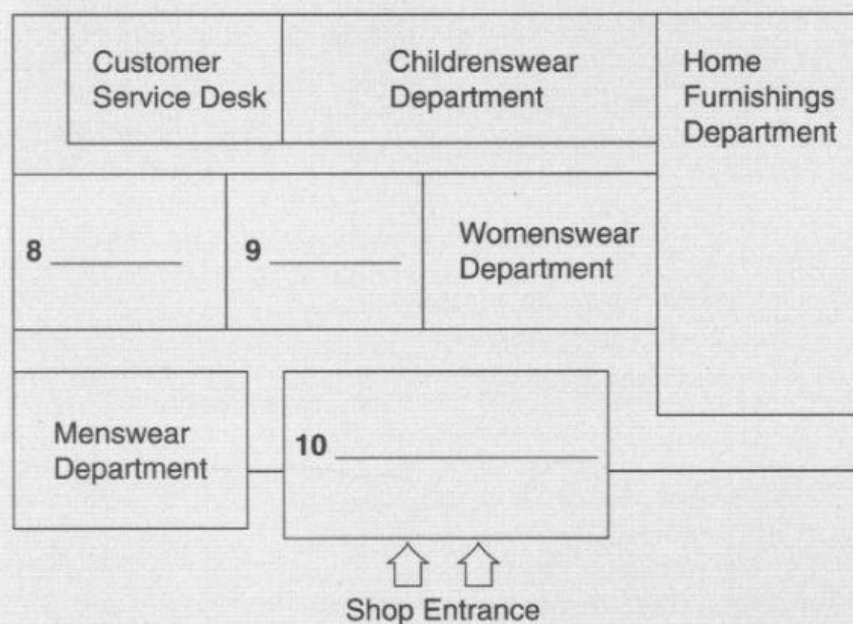 Customer
Service Desk
Childrenswear
Department
Home
Furnishings
Department
8
9
Womenswear
Department
Menswear
Department
10
Shop Entrance